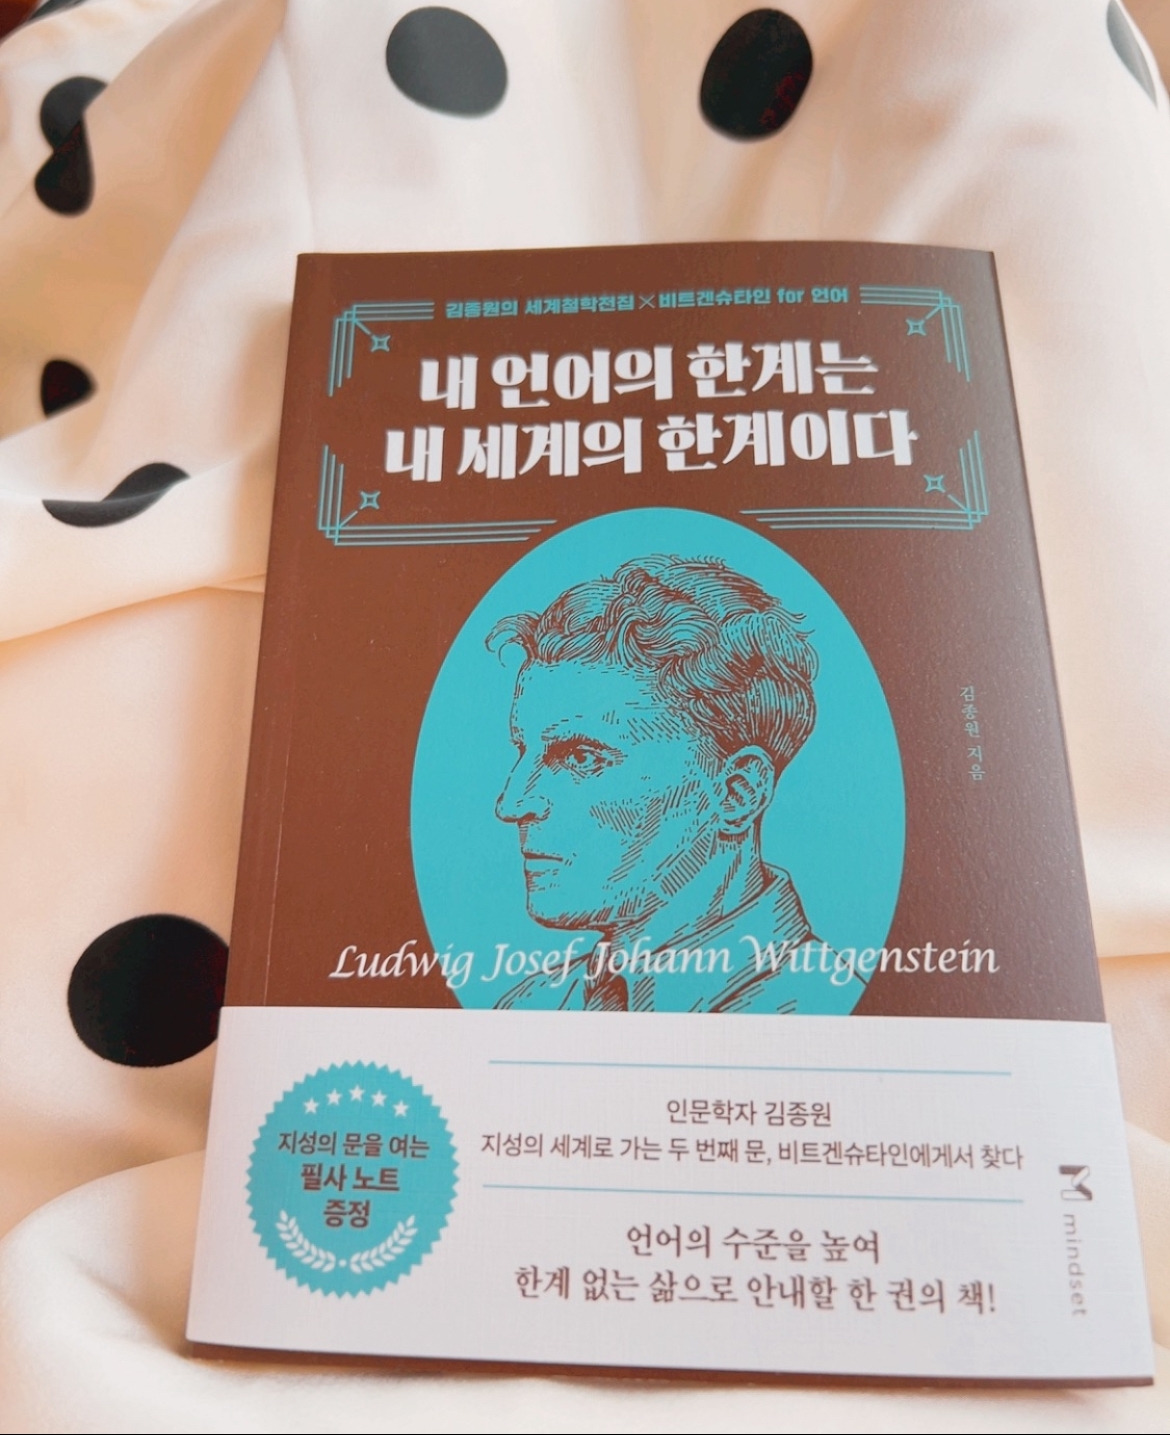 김종원의 세계철학전집×비트겐슈타인 for 언어
내 언어의 한계는
내 세계의 한계이다
김종원 지음
Ludwig Josef Johann Wittgenstein
지성의 문을 여는
필사 노트
증정
인문학자 김종원
지성의 세계로 가는 두 번째 문, 비트겐슈타인에게서 찾다
언어의 수준을 높여
한계 없는 삶으로 안내할 한 권의 책!
mindset